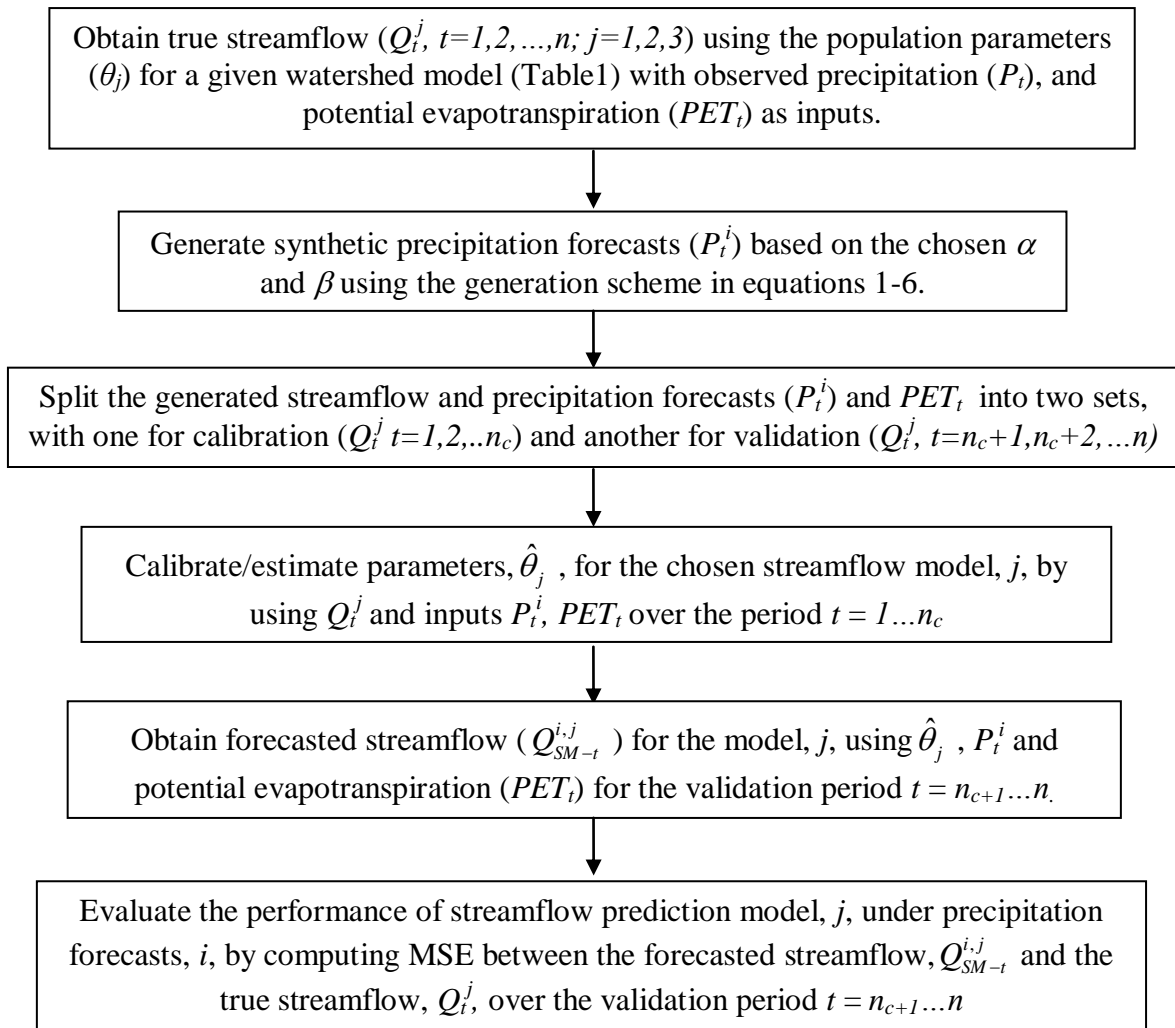 Obtain true streamflow (Q_t^j, t=1,2,...,n; j=1,2,3) using the population parameters
(θ_j) for a given watershed model (Table1) with observed precipitation (P_t), and
potential evapotranspiration (PET_t) as inputs.
Generate synthetic precipitation forecasts (P_t^i) based on the chosen α
and β using the generation scheme in equations 1-6.
Split the generated streamflow and precipitation forecasts (P_t^i) and PET_t into two sets,
with one for calibration (Q_t^j t=1,2,..n_c) and another for validation (Q_t^j, t=n_c+1,n_c+2,...n)
Calibrate/estimate parameters, θ̂_j , for the chosen streamflow model, j, by
using Q_t^j and inputs P_t^i, PET_t over the period t = 1...n_c
Obtain forecasted streamflow ( Q_{SM-t}^{i,j} ) for the model, j, using θ̂_j , P_t^i and
potential evapotranspiration (PET_t) for the validation period t = n_{c+1}...n.
Evaluate the performance of streamflow prediction model, j, under precipitation
forecasts, i, by computing MSE between the forecasted streamflow, Q_{SM-t}^{i,j} and the
true streamflow, Q_t^j, over the validation period t = n_{c+1}...n